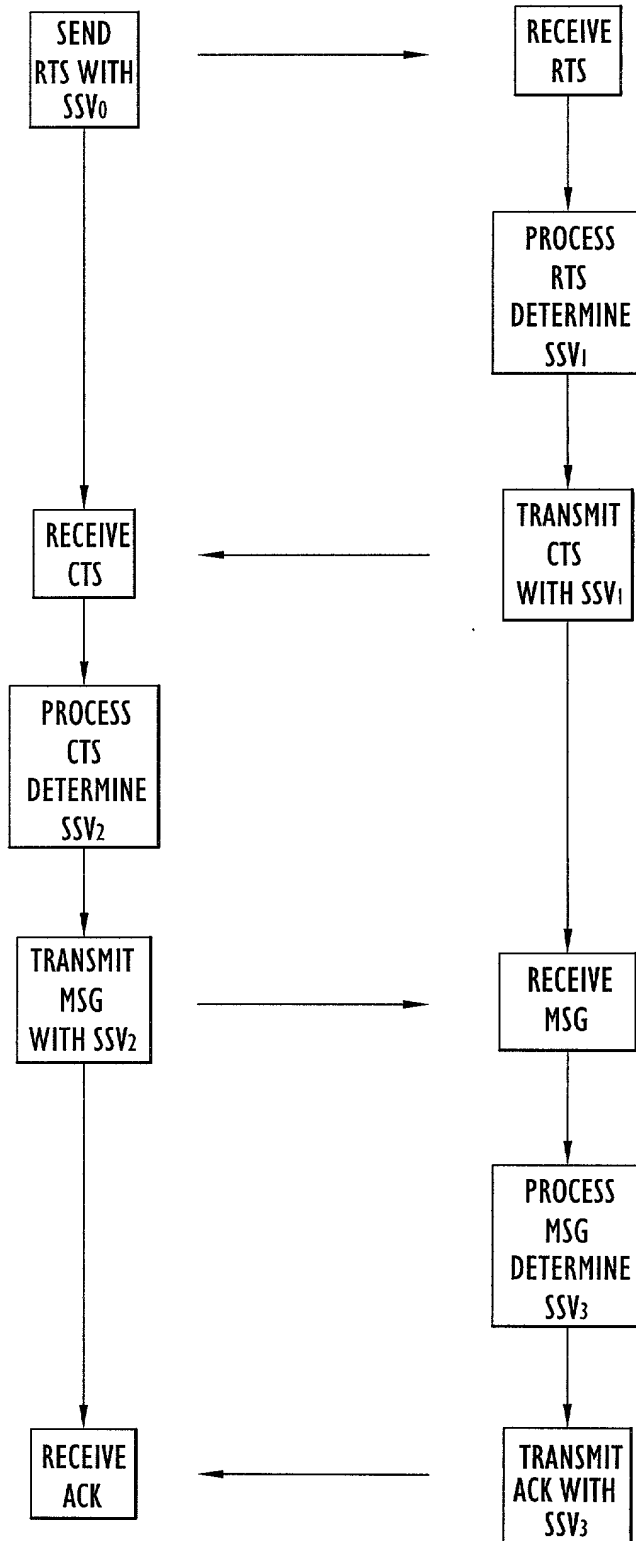 SEND
RTS WITH
SSV₀
RECEIVE
RTS
PROCESS
RTS
DETERMINE
SSV₁
TRANSMIT
CTS
WITH SSV₁
RECEIVE
CTS
PROCESS
CTS
DETERMINE
SSV₂
TRANSMIT
MSG
WITH SSV₂
RECEIVE
MSG
PROCESS
MSG
DETERMINE
SSV₃
TRANSMIT
ACK WITH
SSV₃
RECEIVE
ACK